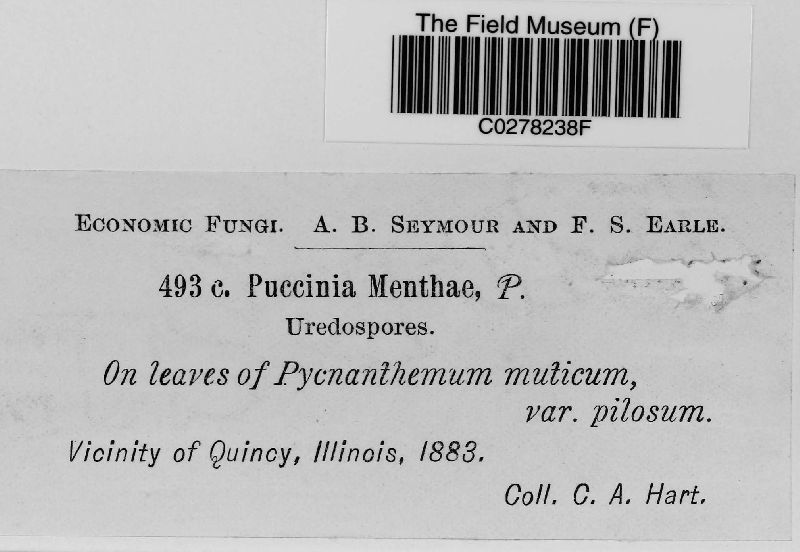 The Field Museum (F)
C0278238F
Economic Fungi. A. B. Seymour and F. S. Earle.
493 c. Puccinia Menthae, P.
Uredospores.
On leaves of Pycnanthemum muticum,
var. pilosum.
Vicinity of Quincy, Illinois, 1883.
Coll. C. A. Hart.